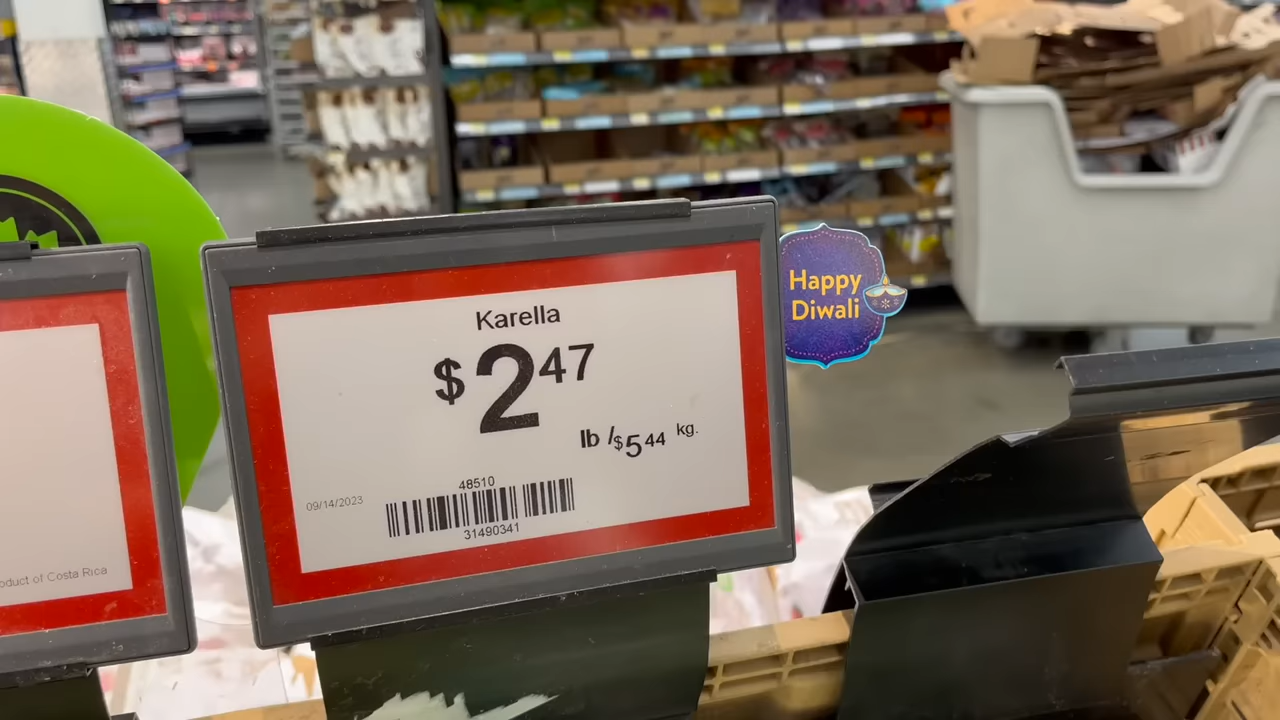 Karella
$2 47
lb /$5 44 kg.
48510
09/14/2023
31490341
Happy
Diwali
oduct of Costa Rica